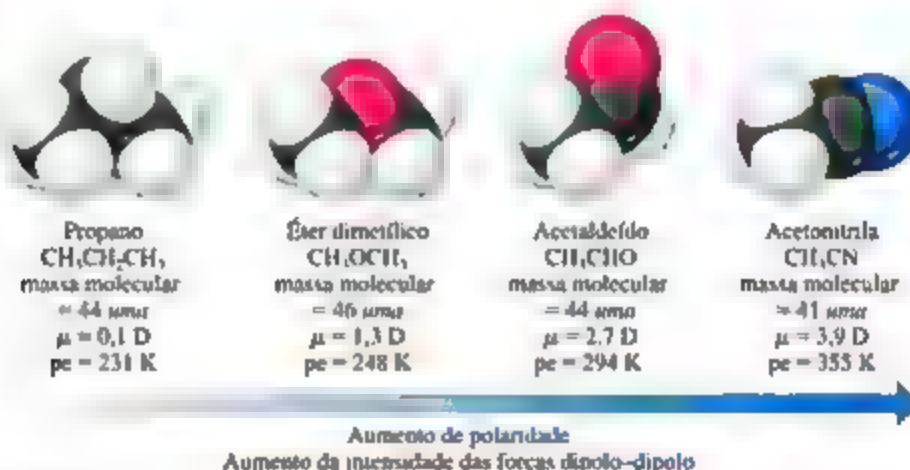 Propano
CH₃CH₂CH₃
massa molecular
= 44 uma
μ = 0,1 D
pe = 231 K
Éter dimetílico
CH₃OCH₃
massa molecular
= 46 uma
μ = 1,3 D
pe = 248 K
Acetaldeído
CH₃CHO
massa molecular
= 44 uma
μ = 2,7 D
pe = 294 K
Acetonitrila
CH₃CN
massa molecular
= 41 uma
μ = 3,9 D
pe = 355 K
Aumento de polaridade
Aumento da intensidade das forças dipolo–dipolo